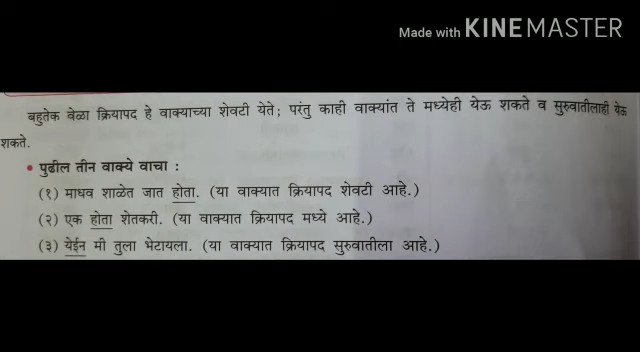 Made with KINEMASTER
बहुतेक वेळा क्रियापद हे वाक्याच्या शेवटी येते; परंतु काही वाक्यांत ते मध्येही येऊ शकते व सुरुवातीलाही येऊ
शकते.
• पुढील तीन वाक्ये वाचा :
(१) माधव शाळेत जात होता. (या वाक्यात क्रियापद शेवटी आहे.)
(२) एक होता शेतकरी. (या वाक्यात क्रियापद मध्ये आहे.)
(३) येईन मी तुला भेटायला. (या वाक्यात क्रियापद सुरुवातीला आहे.)